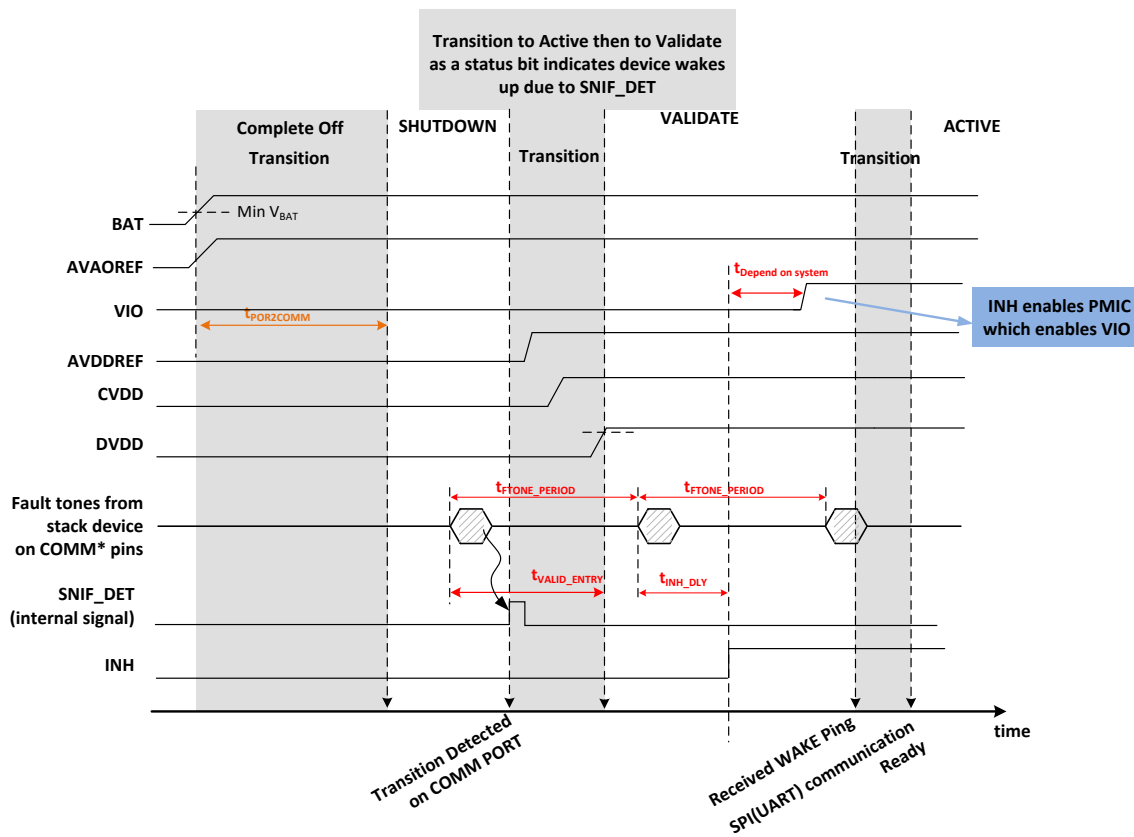 Transition to Active then to Validate
as a status bit indicates device wakes
up due to SNIF_DET
Complete Off
Transition
SHUTDOWN
Transition
VALIDATE
Transition
ACTIVE
BAT
Min VBAT
AVAOREF
tDepend on system
VIO
tPOR2COMM
INH enables PMIC
which enables VIO
AVDDREF
CVDD
DVDD
tFTONE_PERIOD
tFTONE_PERIOD
Fault tones from
stack device
on COMM* pins
tVALID_ENTRY
tINH_DLY
SNIF_DET
(internal signal)
INH
time
Transition Detected
on COMM PORT
Received WAKE Ping
SPI(UART) communication
Ready